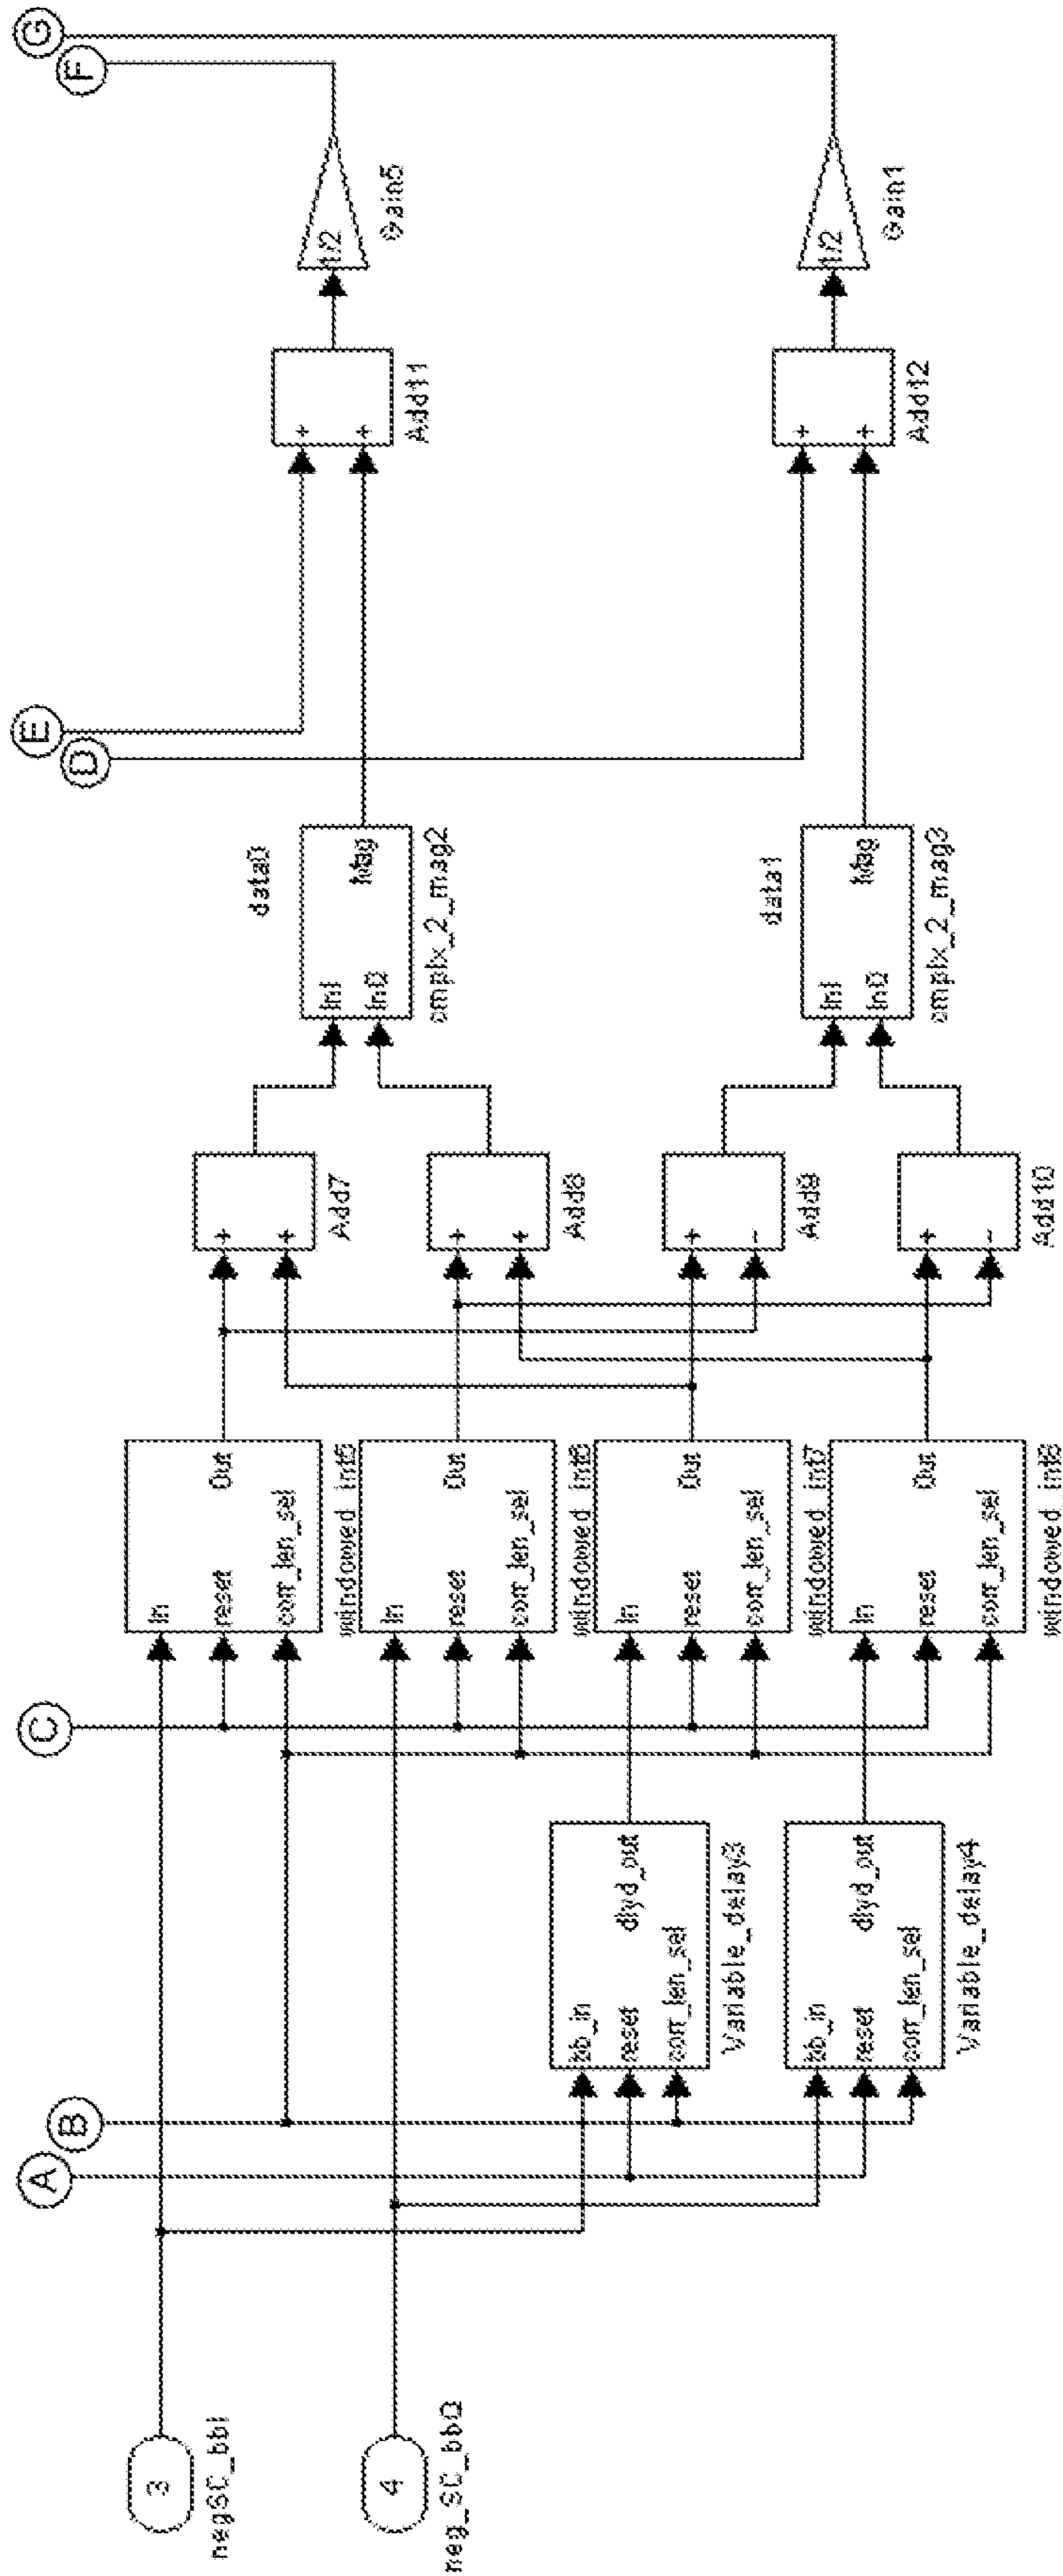 A
B
C
D
E
F
G
3
negSC_bbI
4
neg_SC_bbQ
bb_in
reset
corr_len_sel
dlyd_out
Variable_delay3
bb_in
reset
corr_len_sel
dlyd_out
Variable_delay4
In
reset
corr_len_sel
Out
windowed_int5
In
reset
corr_len_sel
Out
windowed_int6
In
reset
corr_len_sel
Out
windowed_int7
In
reset
corr_len_sel
Out
windowed_int8
+
+
Add7
+
+
Add8
+
-
Add9
+
-
Add10
data0
InI
InQ
Mag
cmplx_2_mag2
data1
InI
InQ
Mag
cmplx_2_mag3
+
+
Add11
+
+
Add12
1/2
Gain5
1/2
Gain1